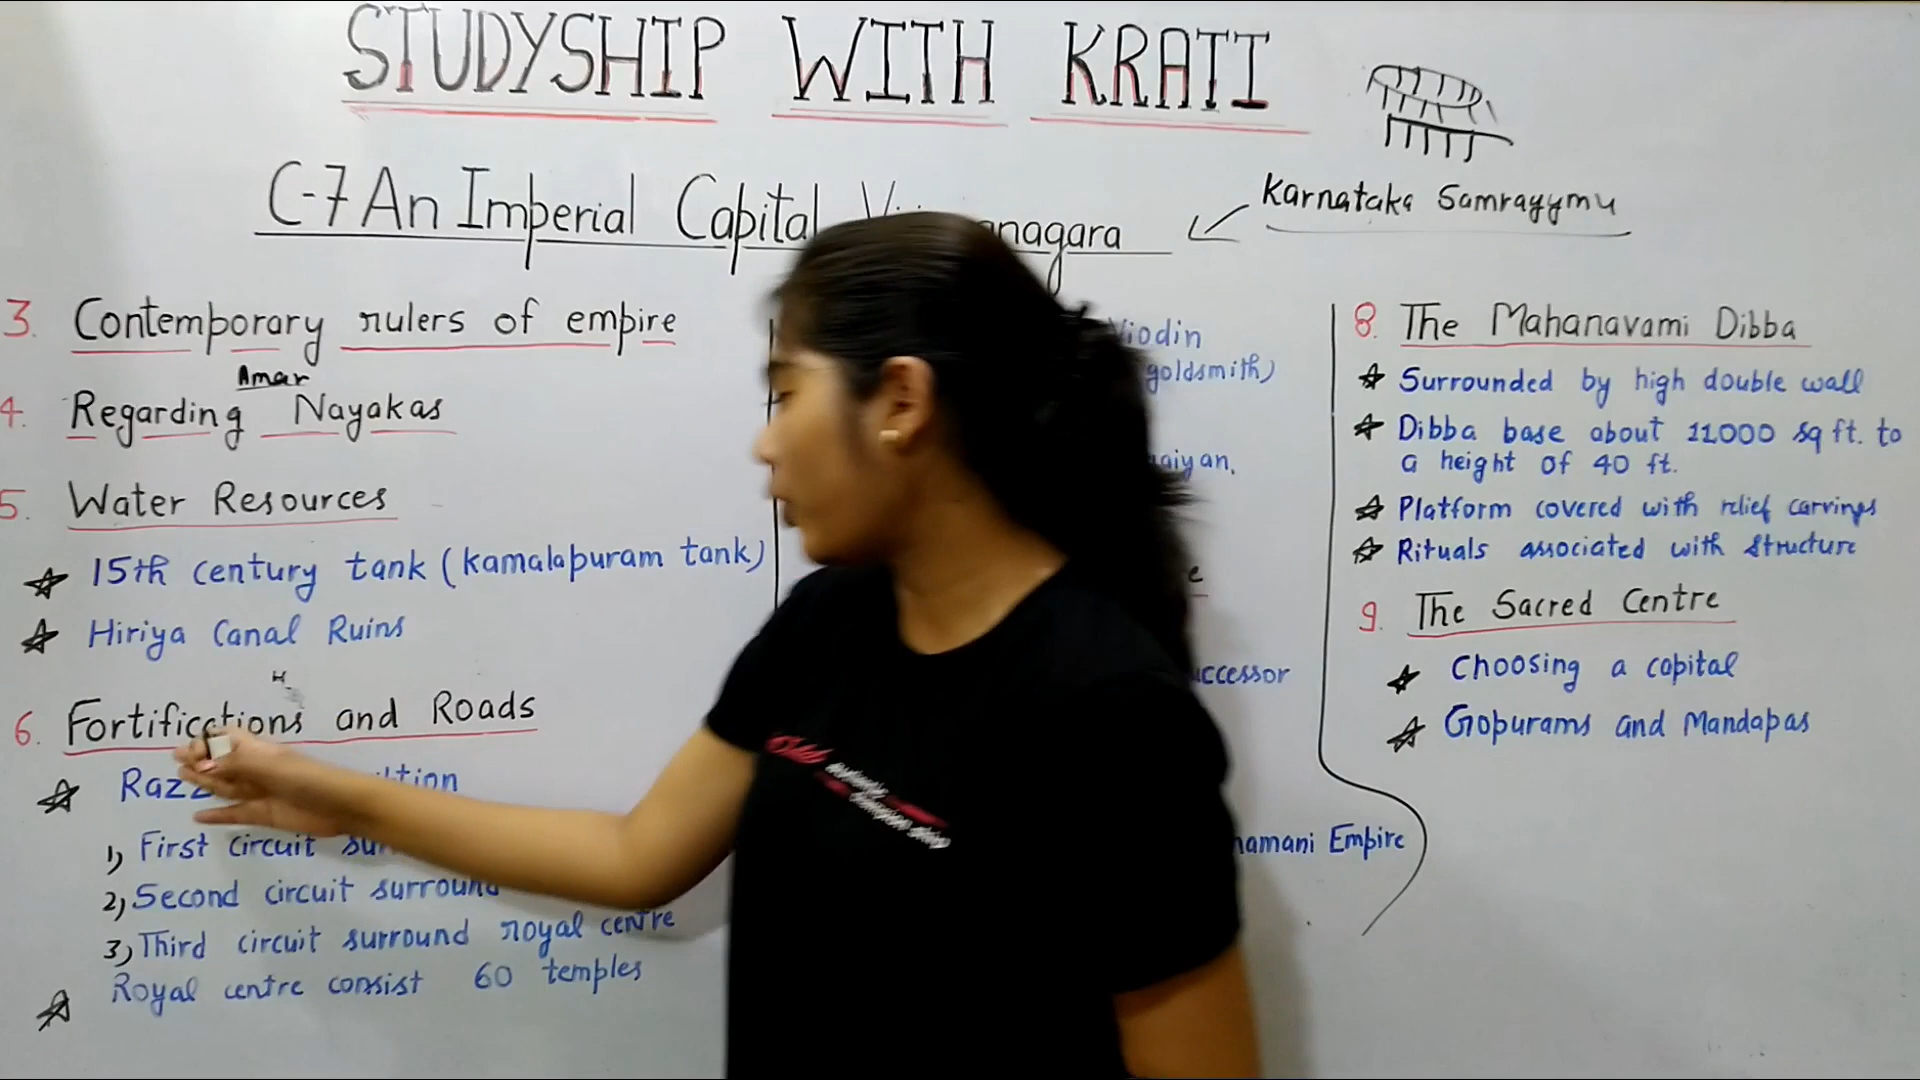 STUDYSHIP WITH KRATI
C-7 An Imperial Capital
Karnataka Samrayymu
3. Contemporary rulers of empire
Amar
4. Regarding Nayakas
5. Water Resources
15th century tank (kamalapuram tank)
Hiriya Canal Ruins
6. Fortifications and Roads
1) First circuit
2) Second circuit surround
3) Third circuit surround royal centre
Royal centre consist 60 temples
goldsmith)
Empire
8. The Mahanavami Dibba
Surrounded by high double wall
Dibba base about 11000 sq ft. to
a height of 40 ft.
Platform covered with relief carvings
Rituals associated with structure
9. The Sacred Centre
Choosing a capital
Gopurams and Mandapas